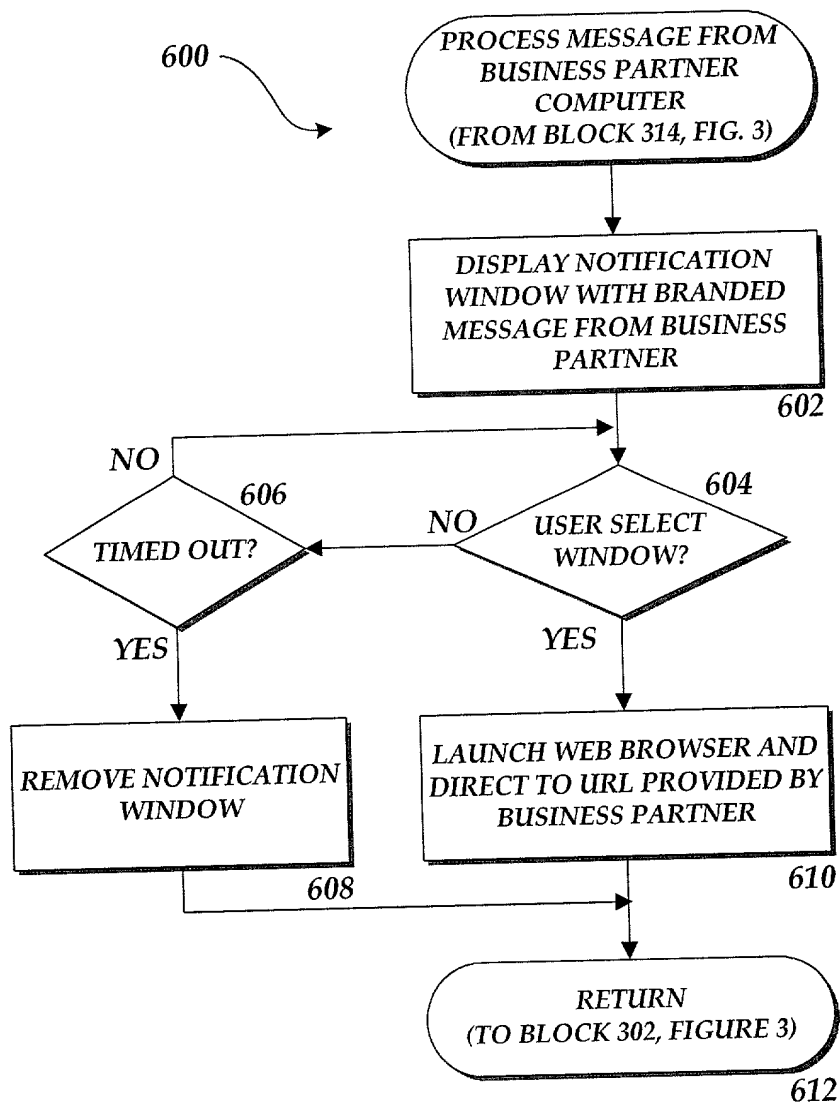 600
PROCESS MESSAGE FROM
BUSINESS PARTNER
COMPUTER
(FROM BLOCK 314, FIG. 3)
DISPLAY NOTIFICATION
WINDOW WITH BRANDED
MESSAGE FROM BUSINESS
PARTNER
602
NO
606
604
TIMED OUT?
NO
USER SELECT
WINDOW?
YES
YES
REMOVE NOTIFICATION
WINDOW
608
LAUNCH WEB BROWSER AND
DIRECT TO URL PROVIDED BY
BUSINESS PARTNER
610
RETURN
(TO BLOCK 302, FIGURE 3)
612